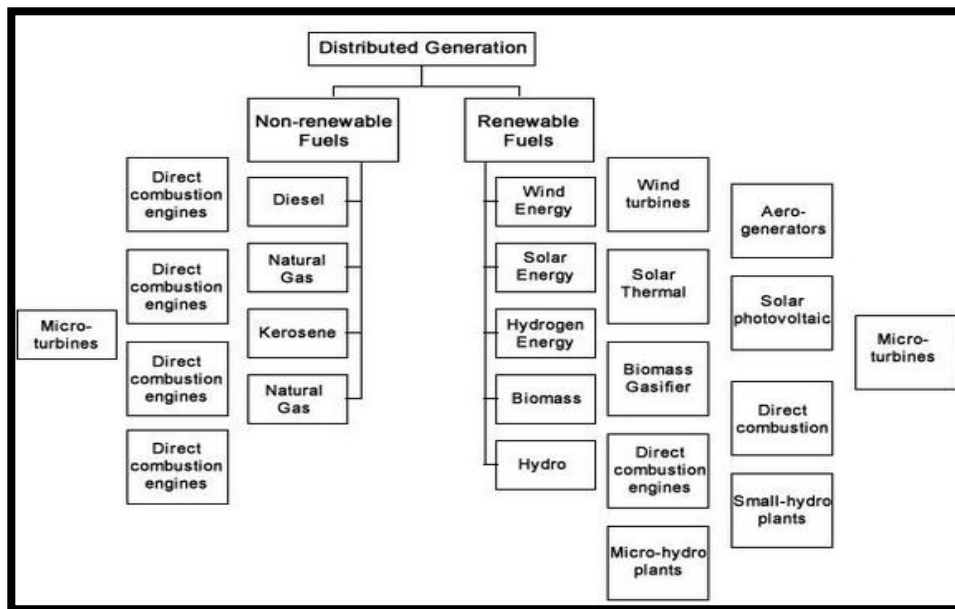 Distributed Generation
Non-renewable
Fuels
Renewable
Fuels
Direct
combustion
engines
Diesel
Wind
Energy
Wind
turbines
Aero-
generators
Direct
combustion
engines
Natural
Gas
Solar
Energy
Solar
Thermal
Solar
photovoltaic
Micro-
turbines
Kerosene
Hydrogen
Energy
Micro-
turbines
Direct
combustion
engines
Natural
Gas
Biomass
Biomass
Gasifier
Direct
combustion
Direct
combustion
engines
Hydro
Direct
combustion
engines
Small-hydro
plants
Micro-hydro
plants